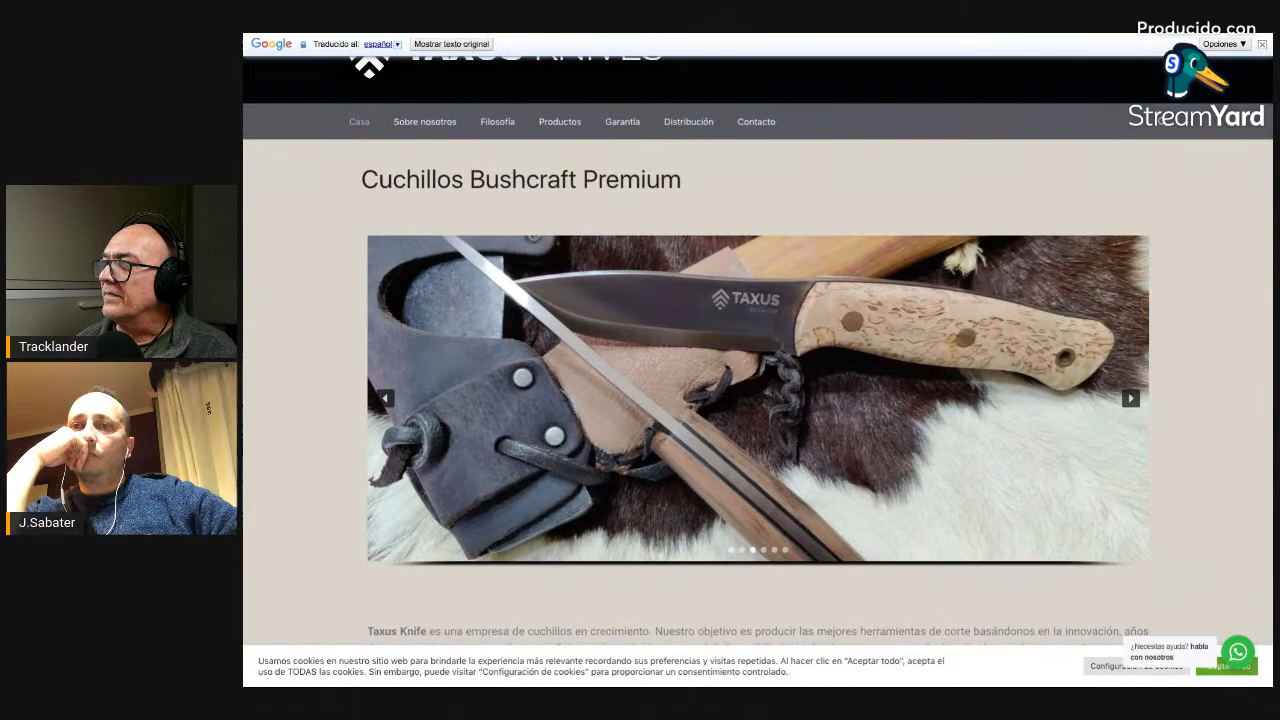 Producido con
StreamYard
Google Traducido al: español Mostrar texto original Opciones ▼
TAXUS KNIVES
Casa Sobre nosotros Filosofía Productos Garantía Distribución Contacto
Cuchillos Bushcraft Premium
TAXUS
Tracklander
J.Sabater
Taxus Knife es una empresa de cuchillos en crecimiento. Nuestro objetivo es producir las mejores herramientas de corte basándonos en la innovación, años
¿Necesitas ayuda? habla
con nosotros
Usamos cookies en nuestro sitio web para brindarle la experiencia más relevante recordando sus preferencias y visitas repetidas. Al hacer clic en "Aceptar todo", acepta el
uso de TODAS las cookies. Sin embargo, puede visitar "Configuración de cookies" para proporcionar un consentimiento controlado.